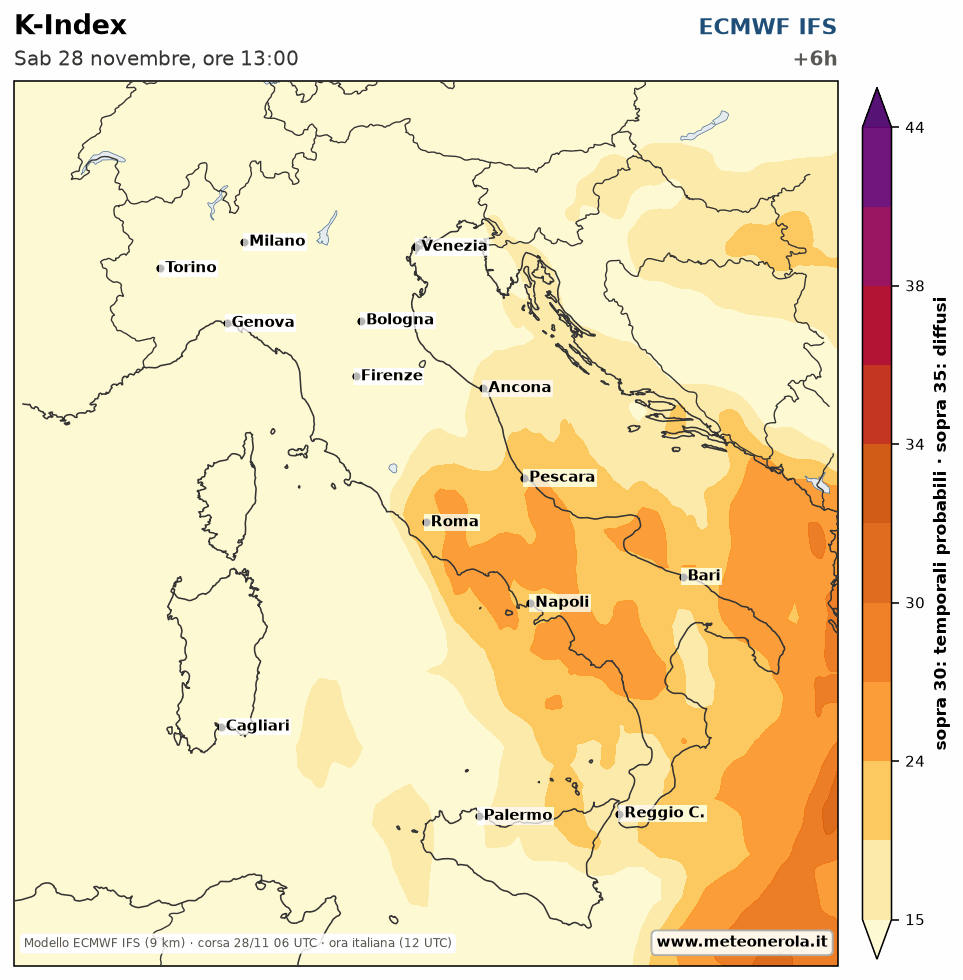 K-Index
ECMWF IFS
Sab 28 novembre, ore 13:00
+6h
44
38
34
30
24
15
sopra 30: temporali probabili · sopra 35: diffusi
Milano
Venezia
Torino
Genova
Bologna
Firenze
Ancona
Pescara
Roma
Bari
Napoli
Cagliari
Palermo
Reggio C.
Modello ECMWF IFS (9 km) · corsa 28/11 06 UTC · ora italiana (12 UTC)
www.meteonerola.it